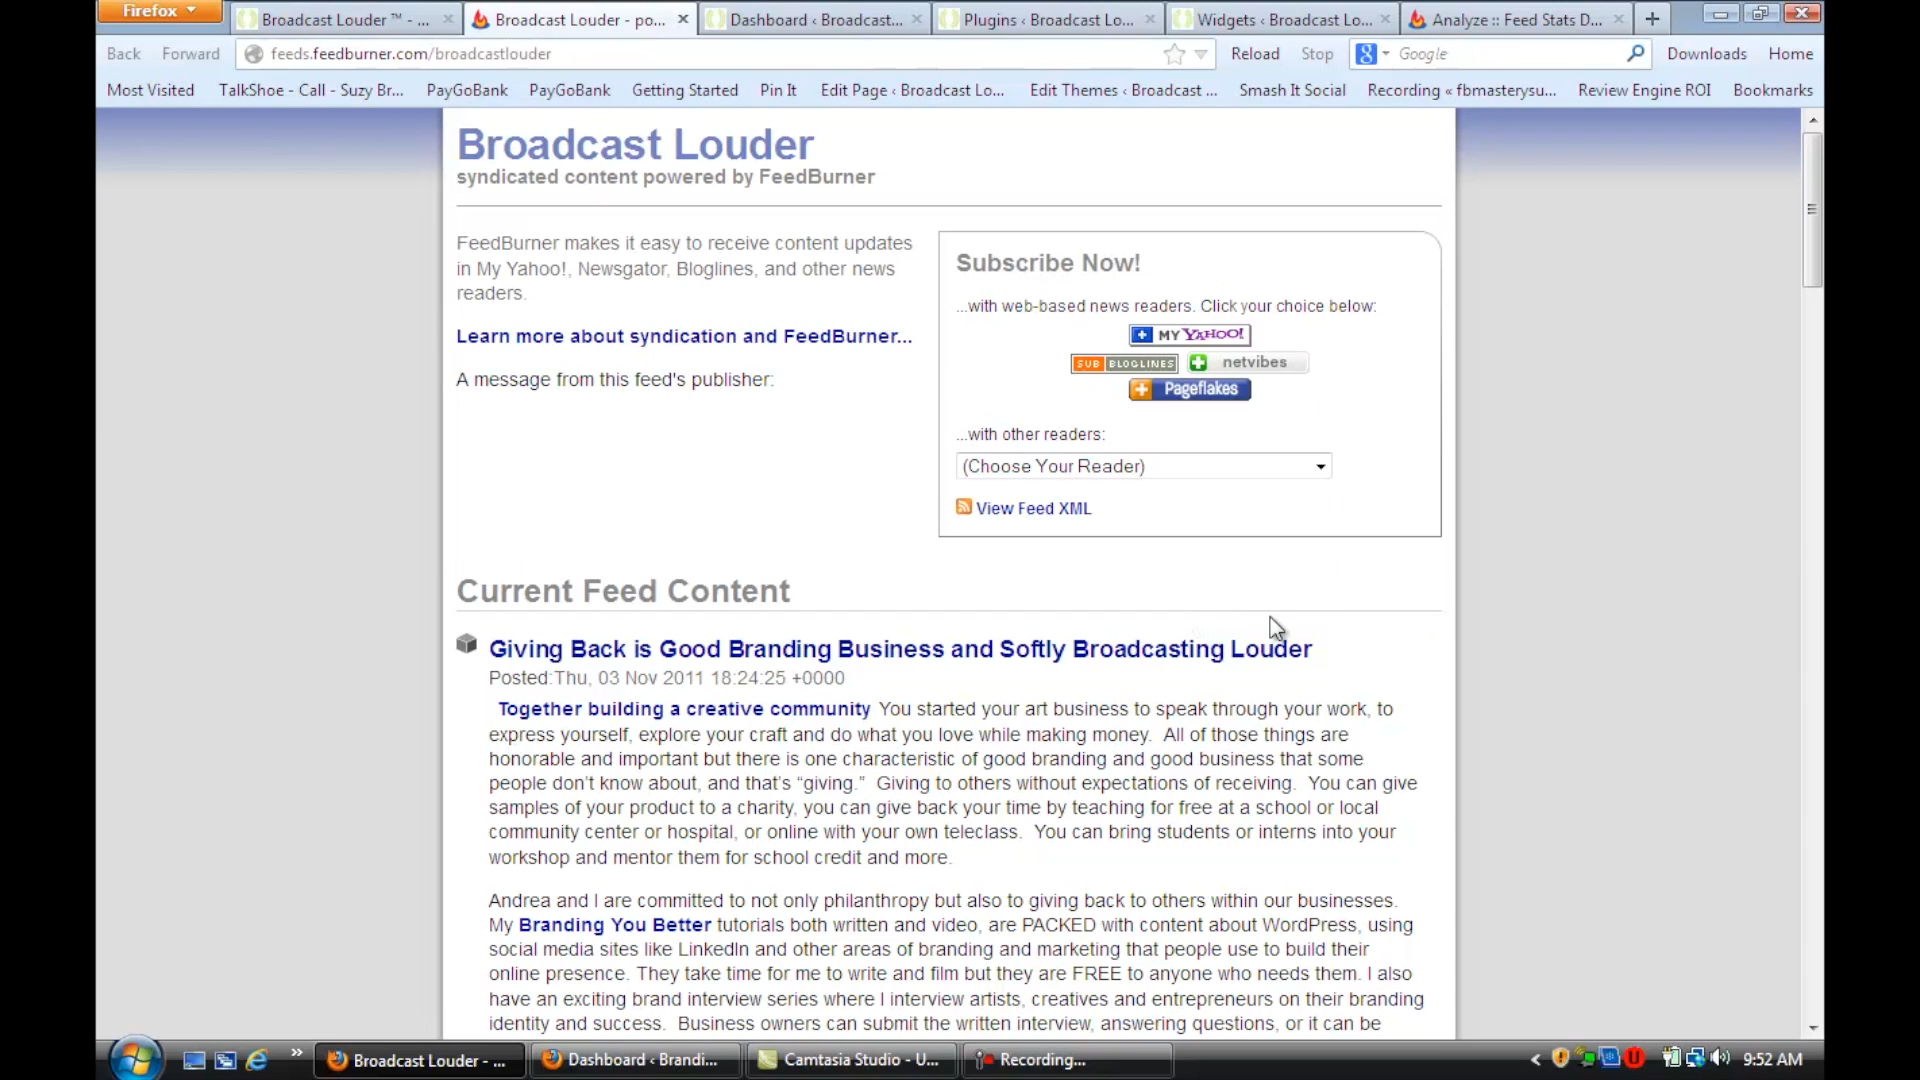 Firefox
Broadcast Louder ™ - ...
Broadcast Louder - po...
Dashboard ‹ Broadcast...
Plugins ‹ Broadcast Lo...
Widgets ‹ Broadcast Lo...
Analyze :: Feed Stats D...
Back Forward feeds.feedburner.com/broadcastlouder Reload Stop Google Downloads Home
Most Visited TalkShoe - Call - Suzy Br... PayGoBank PayGoBank Getting Started Pin It Edit Page ‹ Broadcast Lo... Edit Themes ‹ Broadcast ... Smash It Social Recording « fbmasterysu... Review Engine ROI Bookmarks
Broadcast Louder
syndicated content powered by FeedBurner
FeedBurner makes it easy to receive content updates
in My Yahoo!, Newsgator, Bloglines, and other news
readers.
Learn more about syndication and FeedBurner...
A message from this feed's publisher:
Subscribe Now!
...with web-based news readers. Click your choice below:
MY YAHOO!
SUB BLOGLINES netvibes
Pageflakes
...with other readers:
(Choose Your Reader)
View Feed XML
Current Feed Content
Giving Back is Good Branding Business and Softly Broadcasting Louder
Posted:Thu, 03 Nov 2011 18:24:25 +0000
Together building a creative community You started your art business to speak through your work, to
express yourself, explore your craft and do what you love while making money. All of those things are
honorable and important but there is one characteristic of good branding and good business that some
people don’t know about, and that’s “giving.” Giving to others without expectations of receiving. You can give
samples of your product to a charity, you can give back your time by teaching for free at a school or local
community center or hospital, or online with your own teleclass. You can bring students or interns into your
workshop and mentor them for school credit and more.
Andrea and I are committed to not only philanthropy but also to giving back to others within our businesses.
My Branding You Better tutorials both written and video, are PACKED with content about WordPress, using
social media sites like LinkedIn and other areas of branding and marketing that people use to build their
online presence. They take time for me to write and film but they are FREE to anyone who needs them. I also
have an exciting brand interview series where I interview artists, creatives and entrepreneurs on their branding
identity and success. Business owners can submit the written interview, answering questions, or it can be
Broadcast Louder - ... Dashboard ‹ Brandi... Camtasia Studio - U... Recording... 9:52 AM